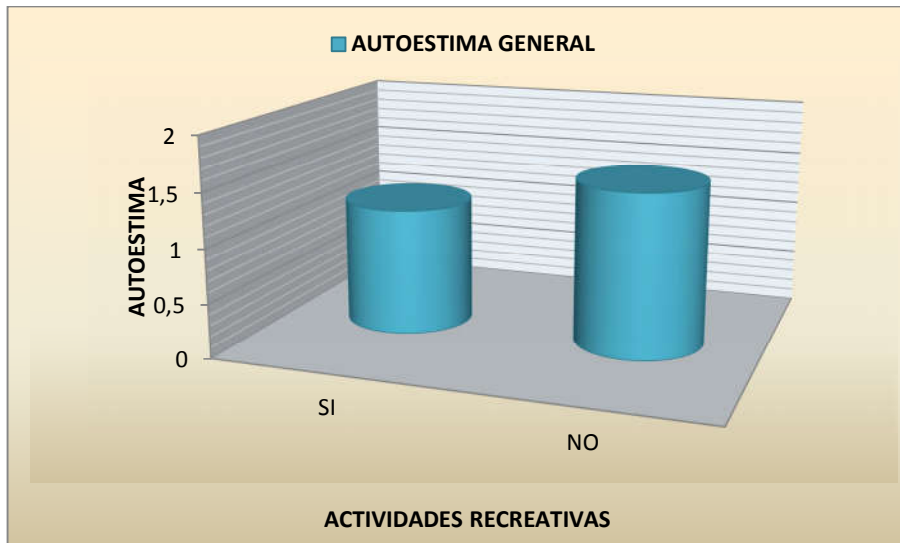 AUTOESTIMA GENERAL
AUTOESTIMA
2
1,5
1
0,5
0
SI
NO
ACTIVIDADES RECREATIVAS